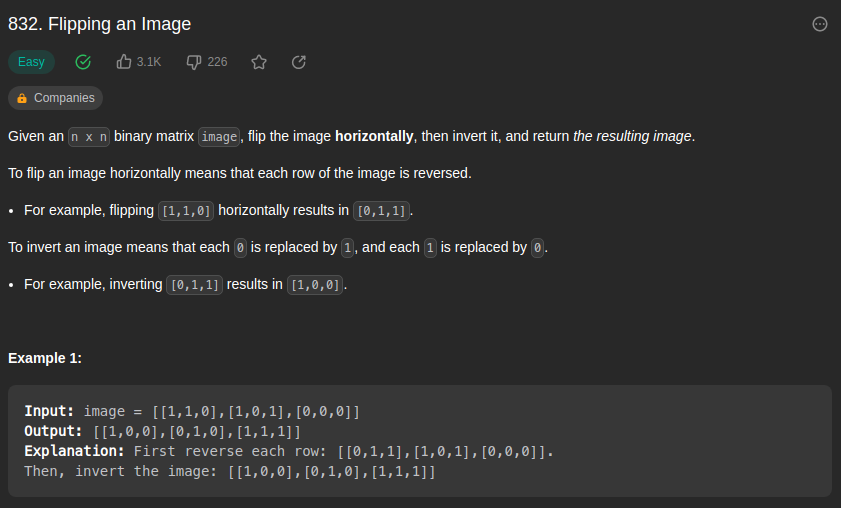 832. Flipping an Image
Easy 3.1K 226
Companies
Given an n x n binary matrix image, flip the image horizontally, then invert it, and return the resulting image.
To flip an image horizontally means that each row of the image is reversed.
• For example, flipping [1,1,0] horizontally results in [0,1,1].
To invert an image means that each 0 is replaced by 1, and each 1 is replaced by 0.
• For example, inverting [0,1,1] results in [1,0,0].
Example 1:
Input: image = [[1,1,0],[1,0,1],[0,0,0]]
Output: [[1,0,0],[0,1,0],[1,1,1]]
Explanation: First reverse each row: [[0,1,1],[1,0,1],[0,0,0]].
Then, invert the image: [[1,0,0],[0,1,0],[1,1,1]]